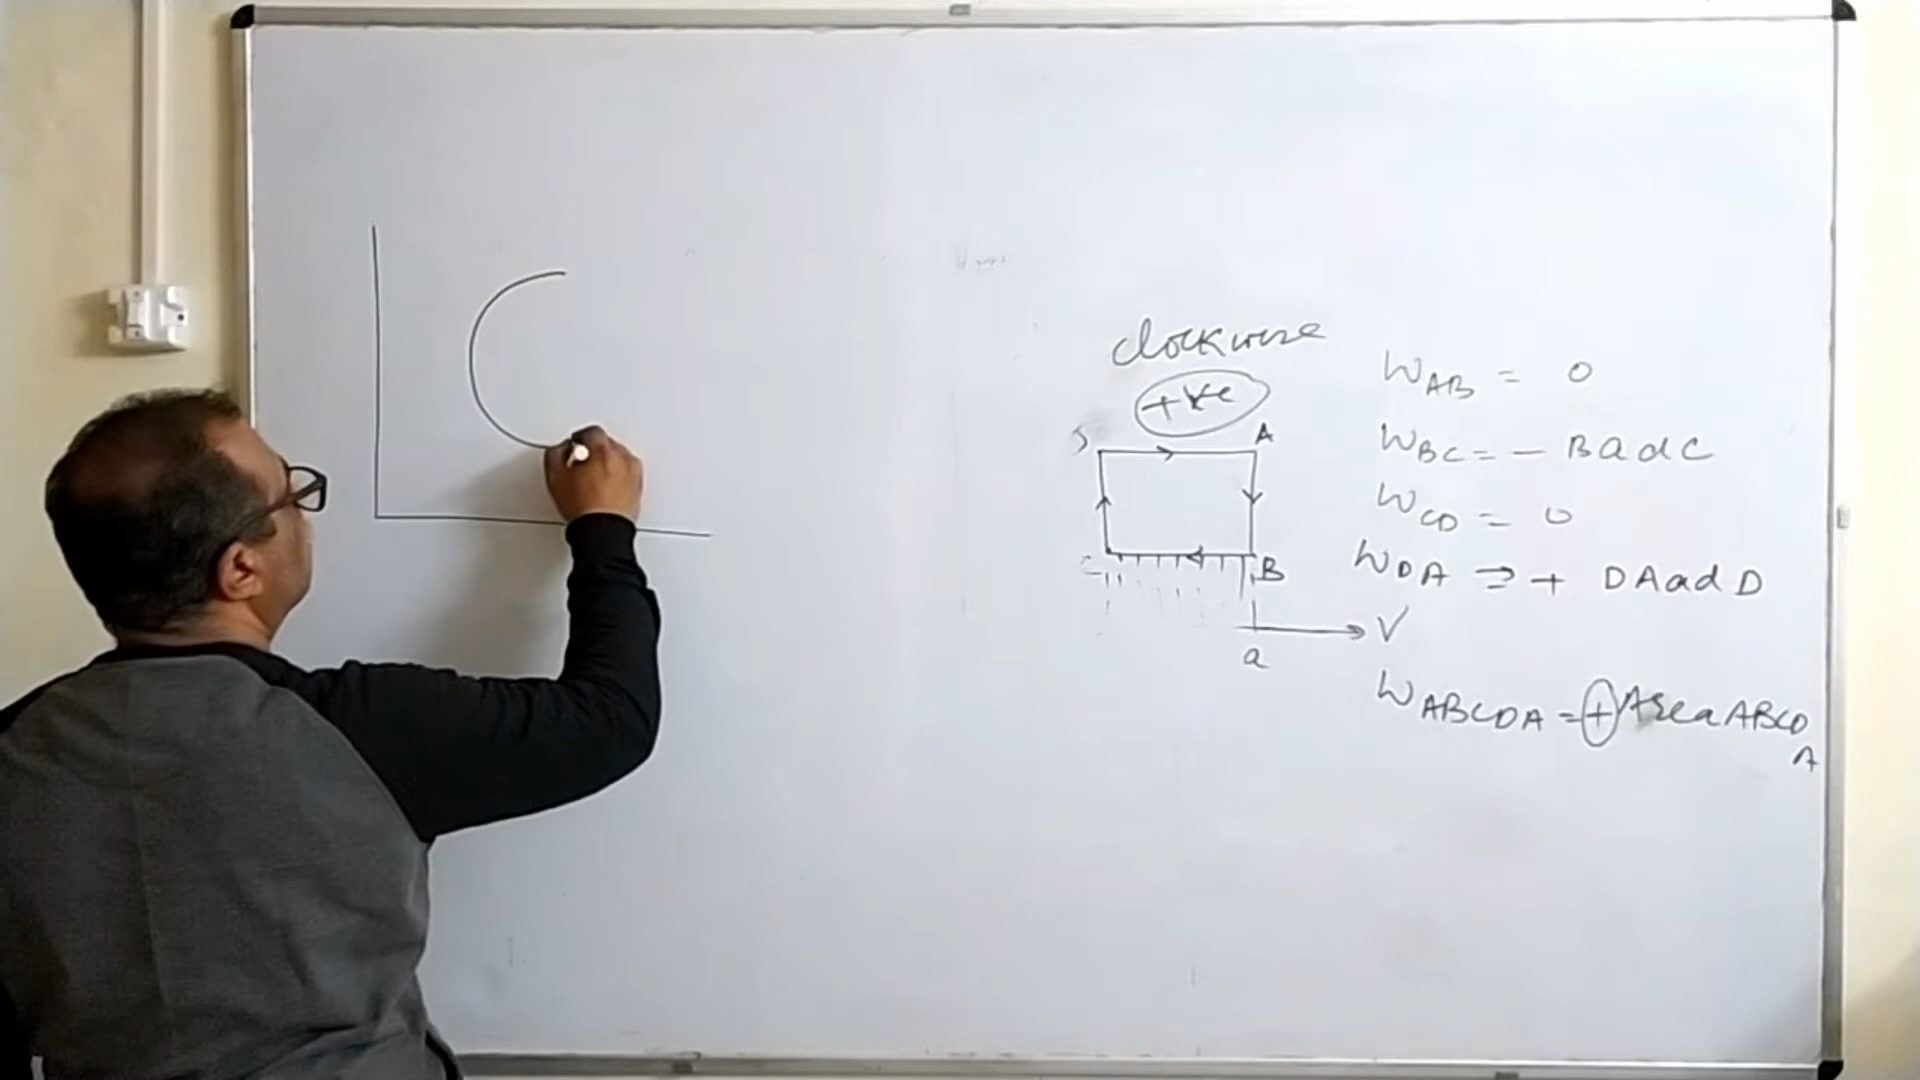 clockwise
+ve
A
C
B
V
a
W_AB = 0
W_BC = - BadC
W_CD = 0
W_DA = + DAadD
W_ABCDA = + Area ABCD
A